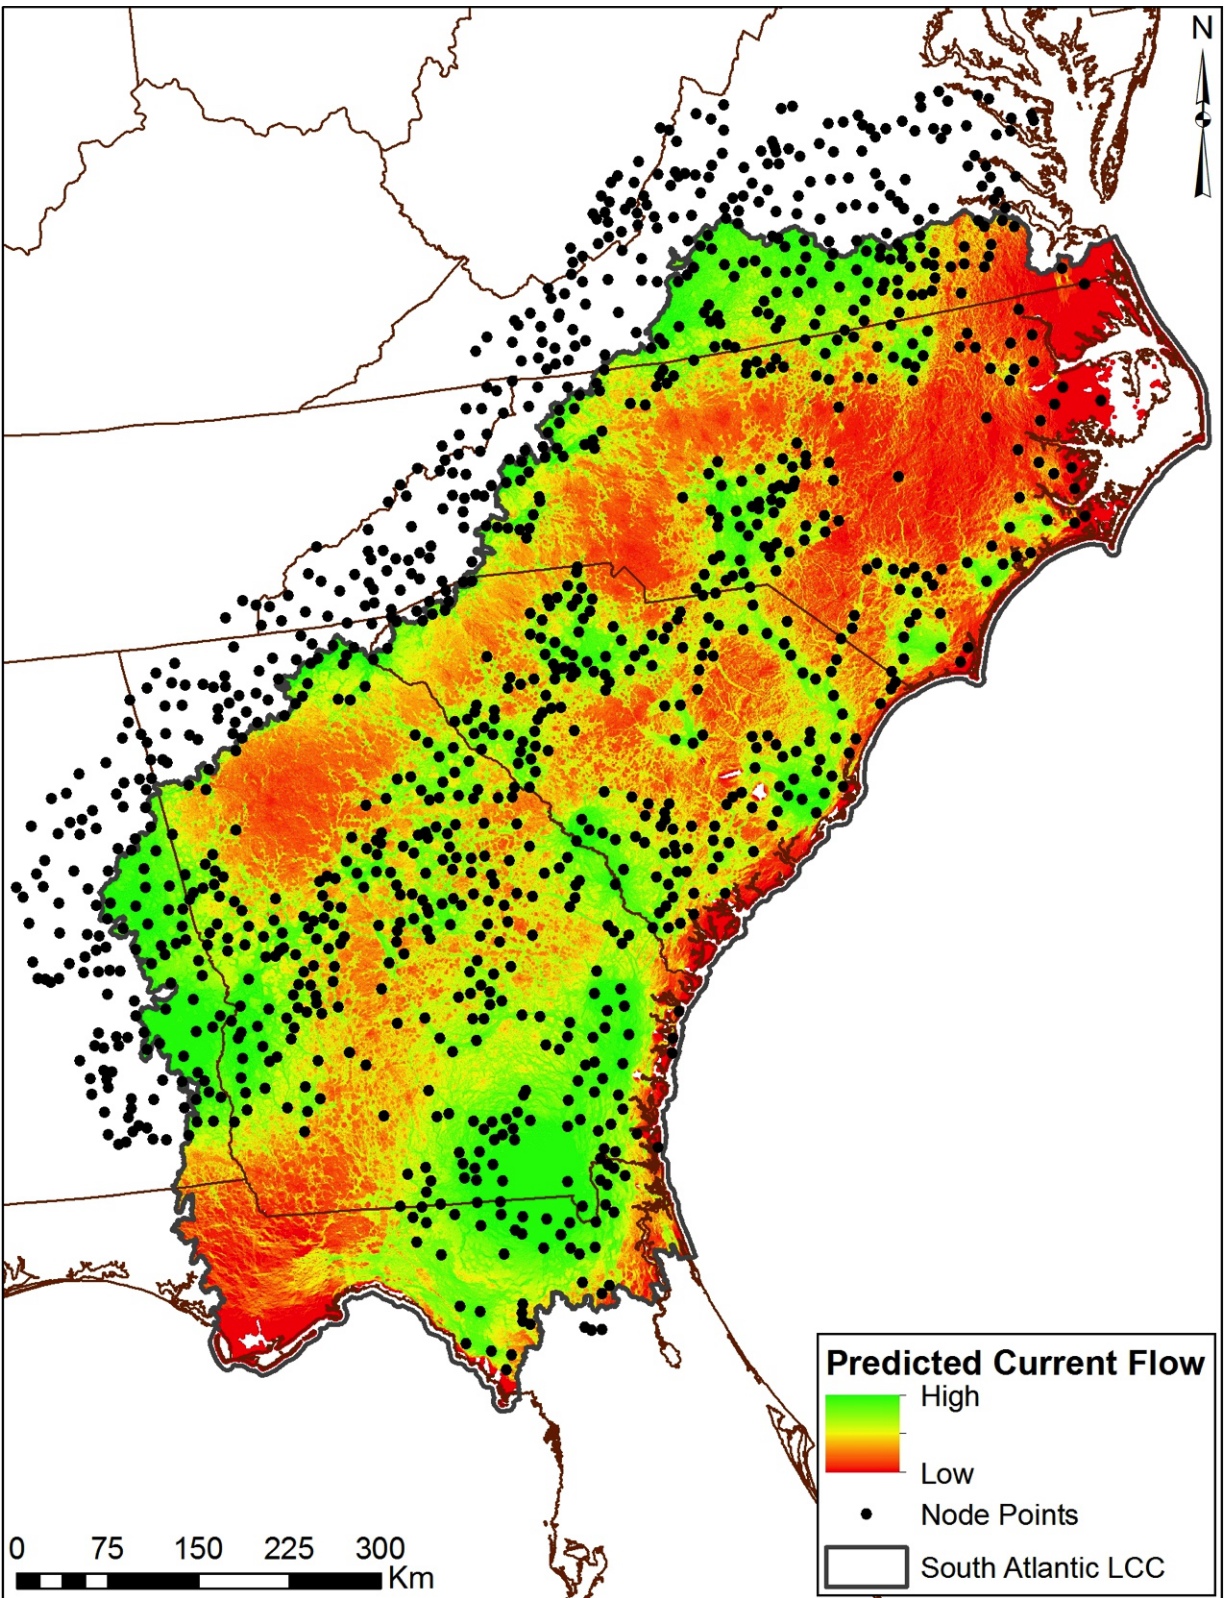 N
Predicted Current Flow
High
Low
Node Points
South Atlantic LCC
0 75 150 225 300
Km